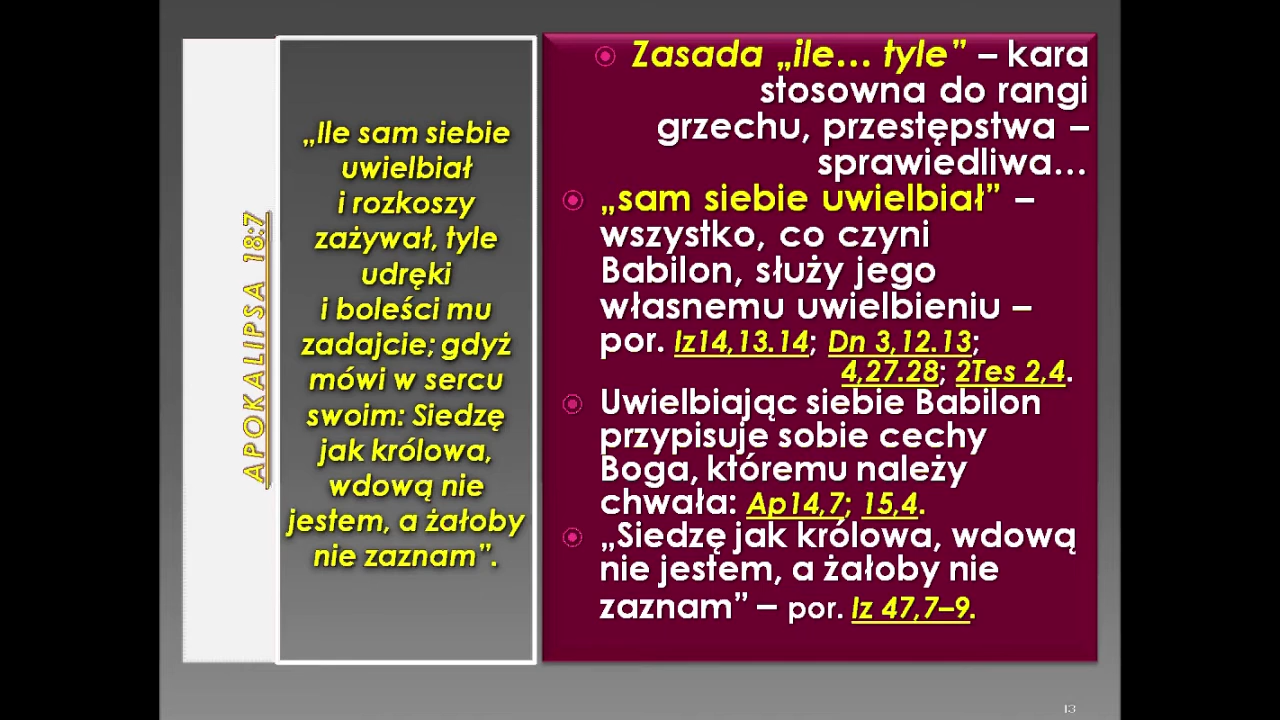 APOKALIPSA 18:7
„Ile sam siebie
uwielbiał
i rozkoszy
zażywał, tyle
udręki
i boleści mu
zadajcie; gdyż
mówi w sercu
swoim: Siedzę
jak królowa,
wdową nie
jestem, a żałoby
nie zaznam”.
Zasada „ile... tyle” – kara
stosowna do rangi
grzechu, przestępstwa –
sprawiedliwa...
„sam siebie uwielbiał” –
wszystko, co czyni
Babilon, służy jego
własnemu uwielbieniu –
por. Iz14,13.14; Dn 3,12.13;
4,27.28; 2Tes 2,4.
Uwielbiając siebie Babilon
przypisuje sobie cechy
Boga, któremu należy
chwała: Ap14,7; 15,4.
„Siedzę jak królowa, wdową
nie jestem, a żałoby nie
zaznam” – por. Iz 47,7–9.
13